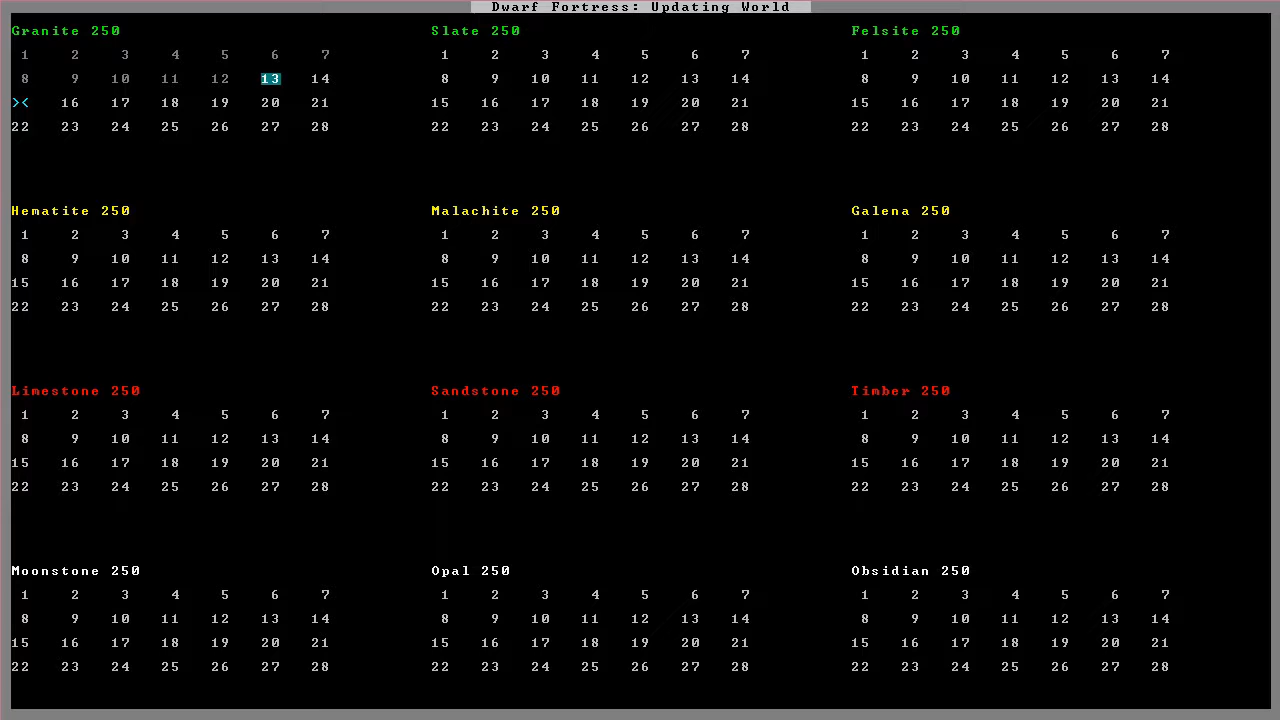 Dwarf Fortress: Updating World
Granite 250 Slate 250 Felsite 250
1 2 3 4 5 6 7 1 2 3 4 5 6 7 1 2 3 4 5 6 7
8 9 10 11 12 13 14 8 9 10 11 12 13 14 8 9 10 11 12 13 14
>< 16 17 18 19 20 21 15 16 17 18 19 20 21 15 16 17 18 19 20 21
22 23 24 25 26 27 28 22 23 24 25 26 27 28 22 23 24 25 26 27 28
Hematite 250 Malachite 250 Galena 250
1 2 3 4 5 6 7 1 2 3 4 5 6 7 1 2 3 4 5 6 7
8 9 10 11 12 13 14 8 9 10 11 12 13 14 8 9 10 11 12 13 14
15 16 17 18 19 20 21 15 16 17 18 19 20 21 15 16 17 18 19 20 21
22 23 24 25 26 27 28 22 23 24 25 26 27 28 22 23 24 25 26 27 28
Limestone 250 Sandstone 250 Timber 250
1 2 3 4 5 6 7 1 2 3 4 5 6 7 1 2 3 4 5 6 7
8 9 10 11 12 13 14 8 9 10 11 12 13 14 8 9 10 11 12 13 14
15 16 17 18 19 20 21 15 16 17 18 19 20 21 15 16 17 18 19 20 21
22 23 24 25 26 27 28 22 23 24 25 26 27 28 22 23 24 25 26 27 28
Moonstone 250 Opal 250 Obsidian 250
1 2 3 4 5 6 7 1 2 3 4 5 6 7 1 2 3 4 5 6 7
8 9 10 11 12 13 14 8 9 10 11 12 13 14 8 9 10 11 12 13 14
15 16 17 18 19 20 21 15 16 17 18 19 20 21 15 16 17 18 19 20 21
22 23 24 25 26 27 28 22 23 24 25 26 27 28 22 23 24 25 26 27 28